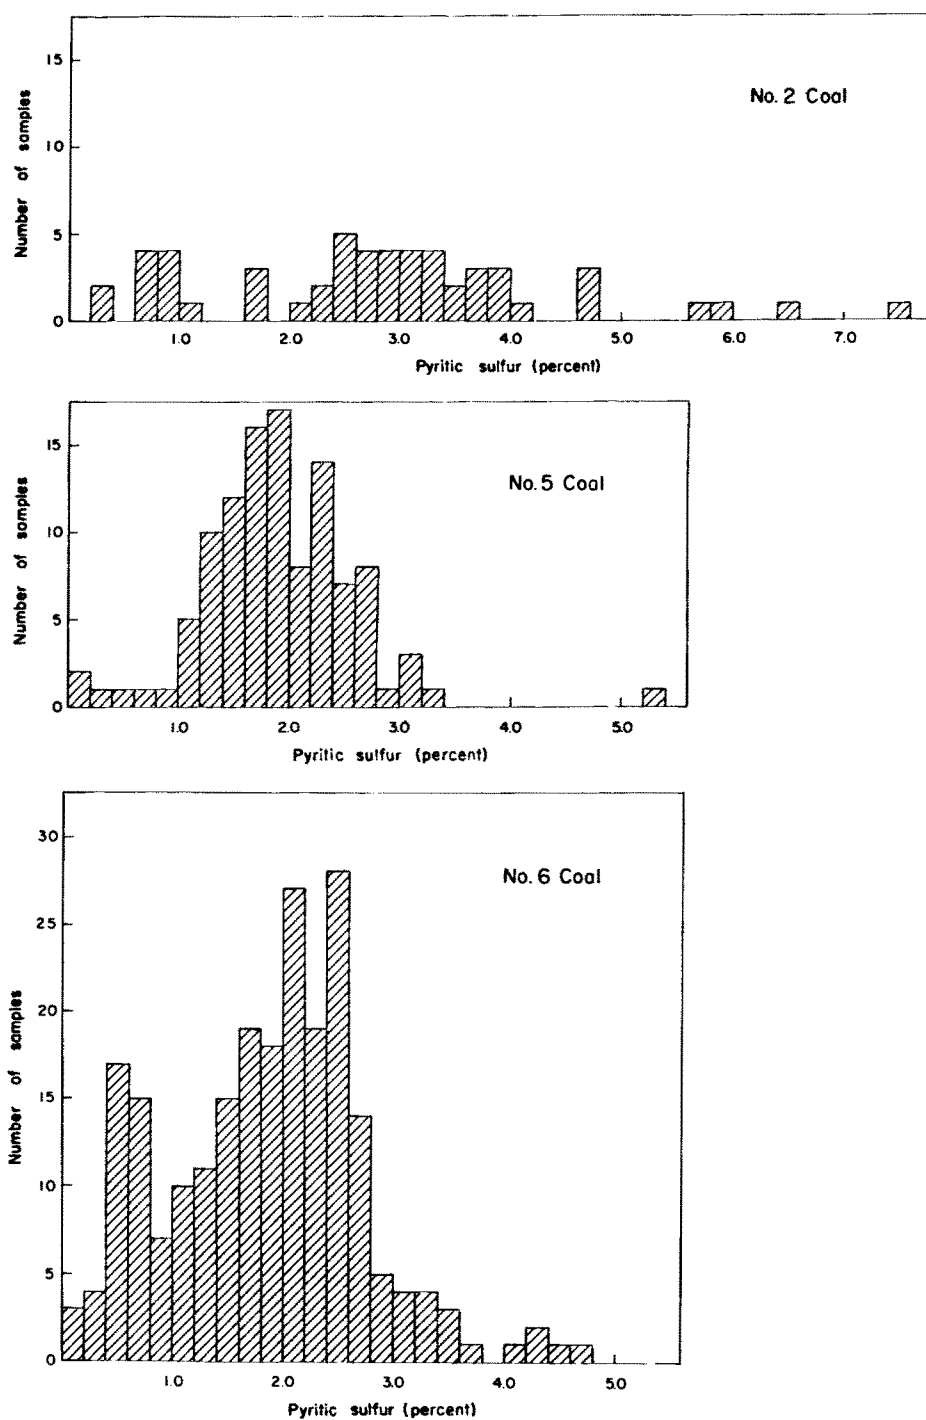 15
10
5
0
Number of samples
No. 2 Coal
1.0 2.0 3.0 4.0 5.0 6.0 7.0
Pyritic sulfur (percent)
15
10
5
0
Number of samples
No. 5 Coal
1.0 2.0 3.0 4.0 5.0
Pyritic sulfur (percent)
30
25
20
15
10
5
0
Number of samples
No. 6 Coal
1.0 2.0 3.0 4.0 5.0
Pyritic sulfur (percent)